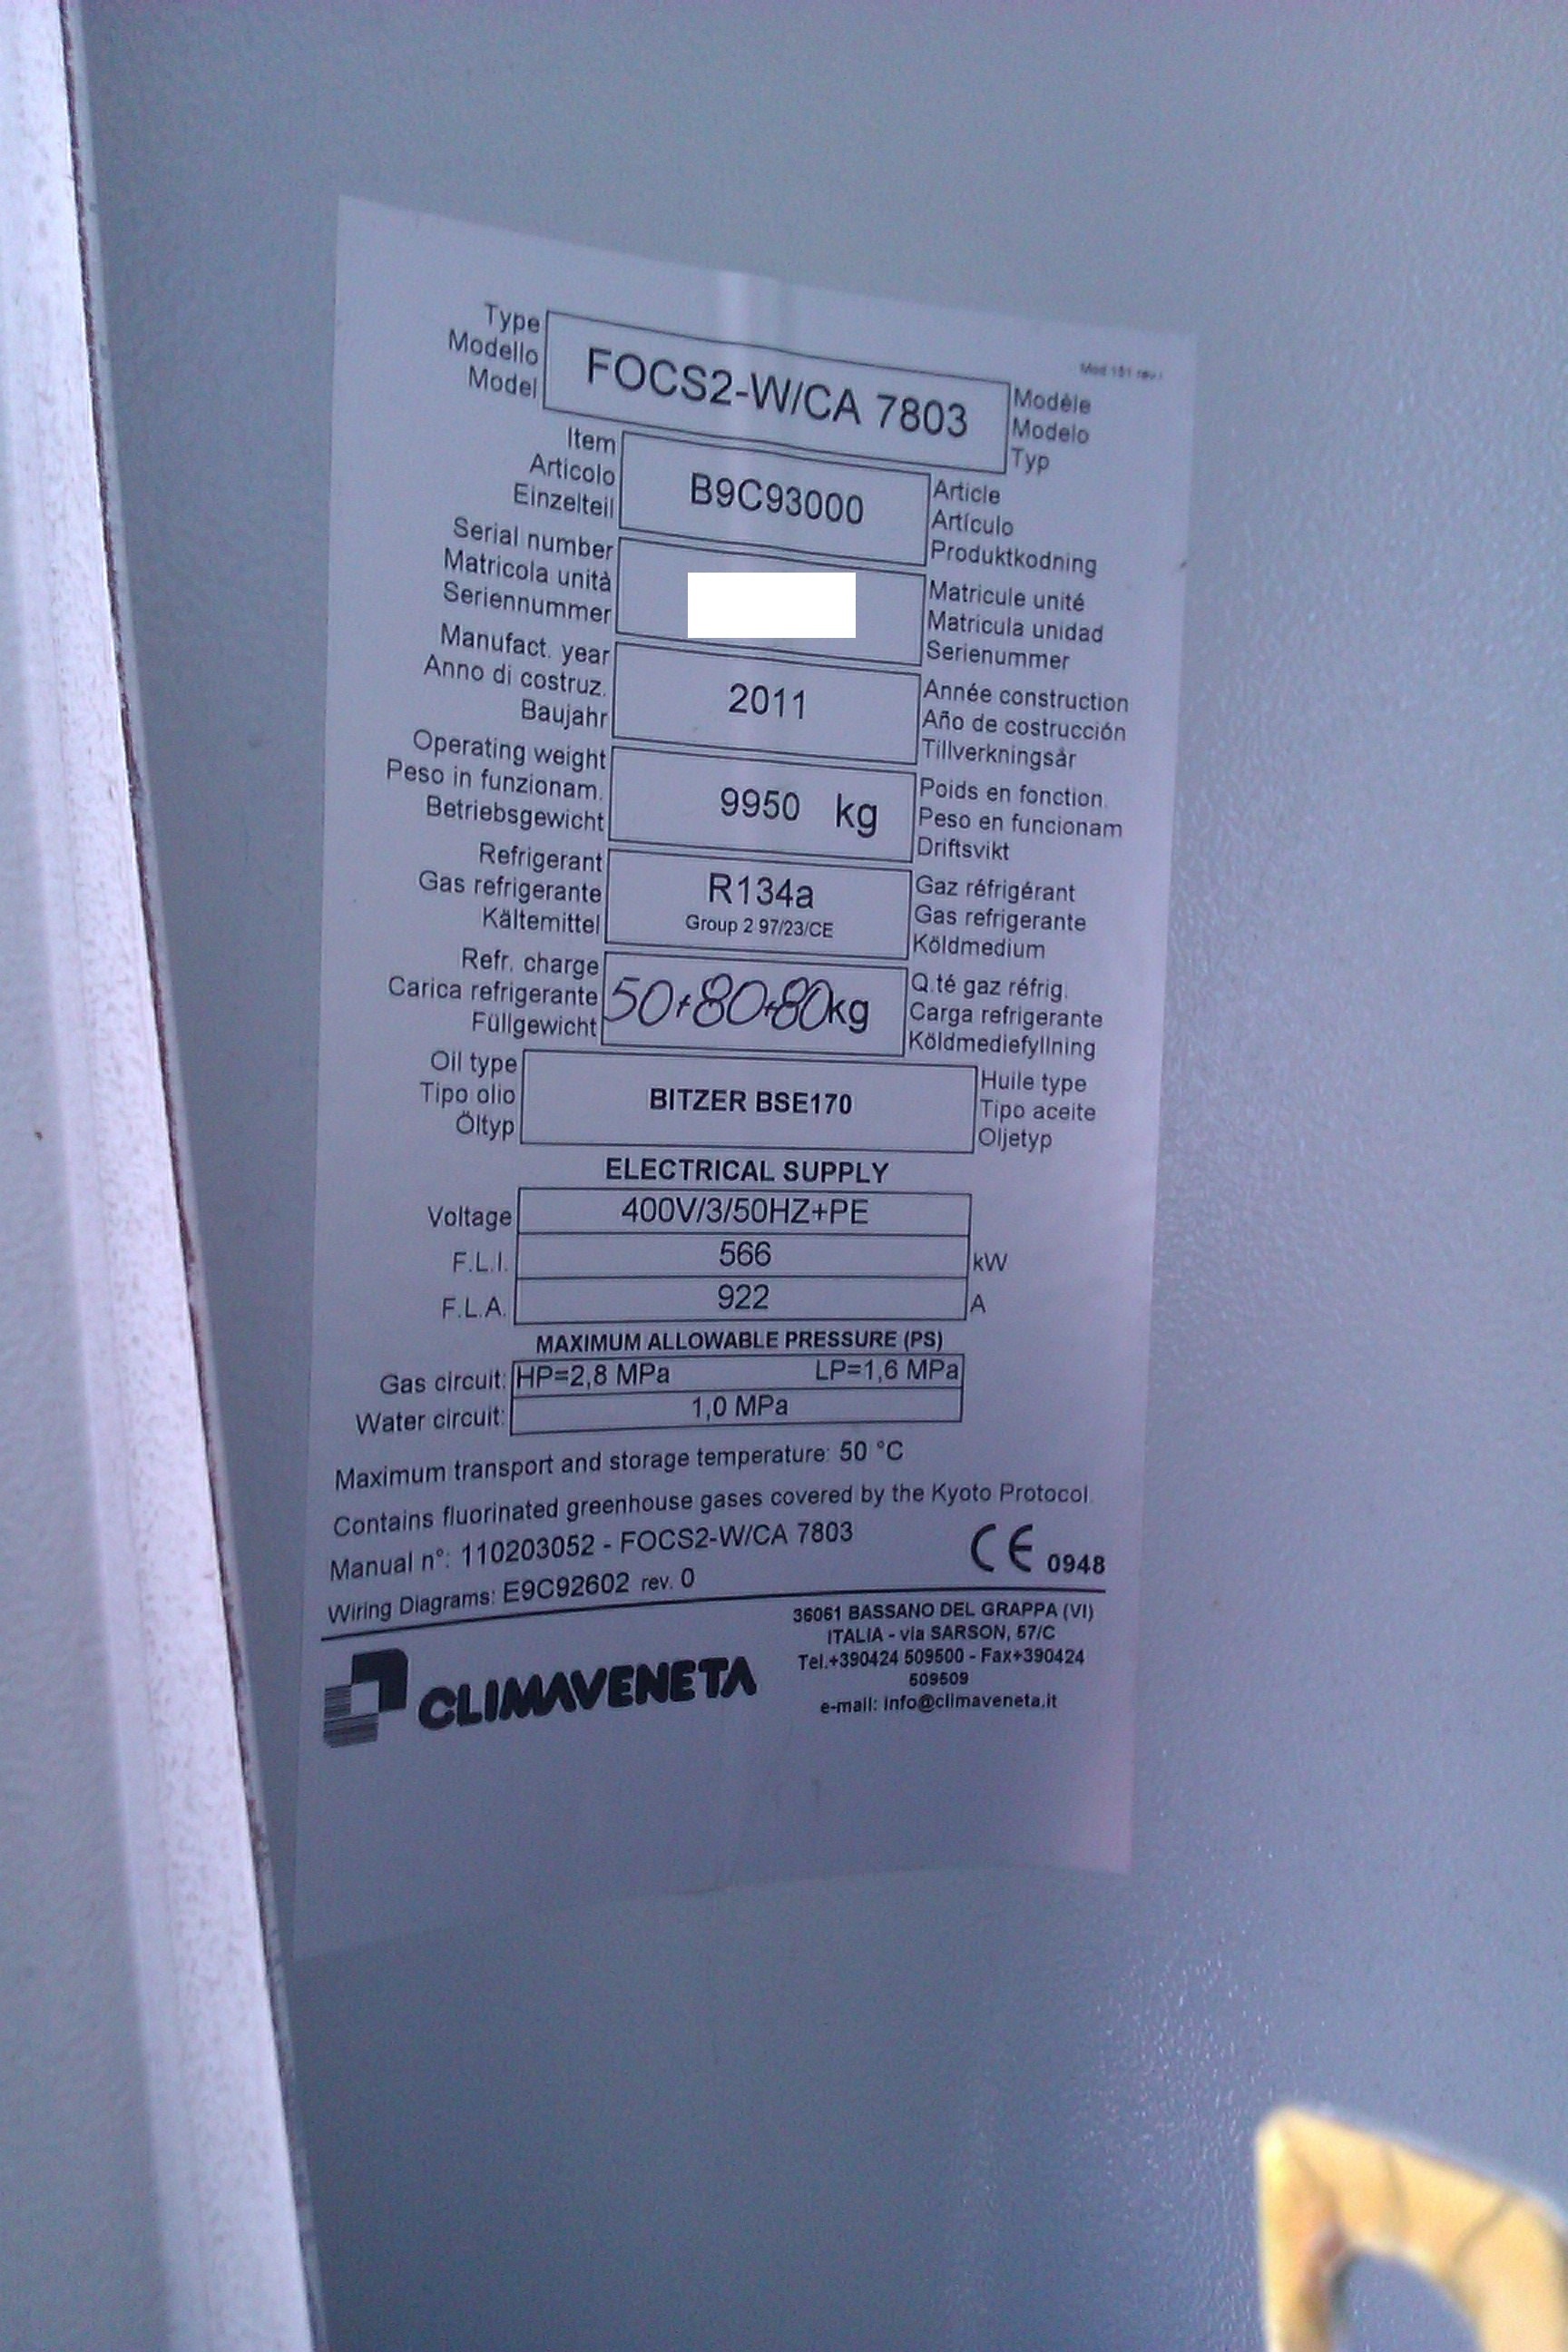 Mod 151 rev.i
Type
Modello
Model
FOCS2-W/CA 7803
Modèle
Modelo
Typ
Item
Articolo
Einzelteil
B9C93000
Article
Artículo
Produktkodning
Serial number
Matricola unità
Seriennummer
Matricule unité
Matricula unidad
Serienummer
Manufact. year
Anno di costruz.
Baujahr
2011
Année construction
Año de costrucción
Tillverkningsår
Operating weight
Peso in funzionam.
Betriebsgewicht
9950 kg
Poids en fonction.
Peso en funcionam
Driftsvikt
Refrigerant
Gas refrigerante
Kältemittel
R134a
Group 2 97/23/CE
Gaz réfrigérant
Gas refrigerante
Köldmedium
Refr. charge
Carica refrigerante
Füllgewicht
50+80+80kg
Q.té gaz réfrig.
Carga refrigerante
Köldmediefyllning
Oil type
Tipo olio
Öltyp
BITZER BSE170
Huile type
Tipo aceite
Oljetyp
ELECTRICAL SUPPLY
Voltage 400V/3/50HZ+PE
F.L.I. 566 kW
F.L.A. 922 A
MAXIMUM ALLOWABLE PRESSURE (PS)
Gas circuit: HP=2,8 MPa LP=1,6 MPa
Water circuit: 1,0 MPa
Maximum transport and storage temperature: 50 °C
Contains fluorinated greenhouse gases covered by the Kyoto Protocol.
Manual n°: 110203052 - FOCS2-W/CA 7803
CE 0948
Wiring Diagrams: E9C92602 rev. 0
CLIMAVENETA
36061 BASSANO DEL GRAPPA (VI)
ITALIA - via SARSON, 57/C
Tel.+390424 509500 - Fax+390424
509509
e-mail: info@climaveneta.it